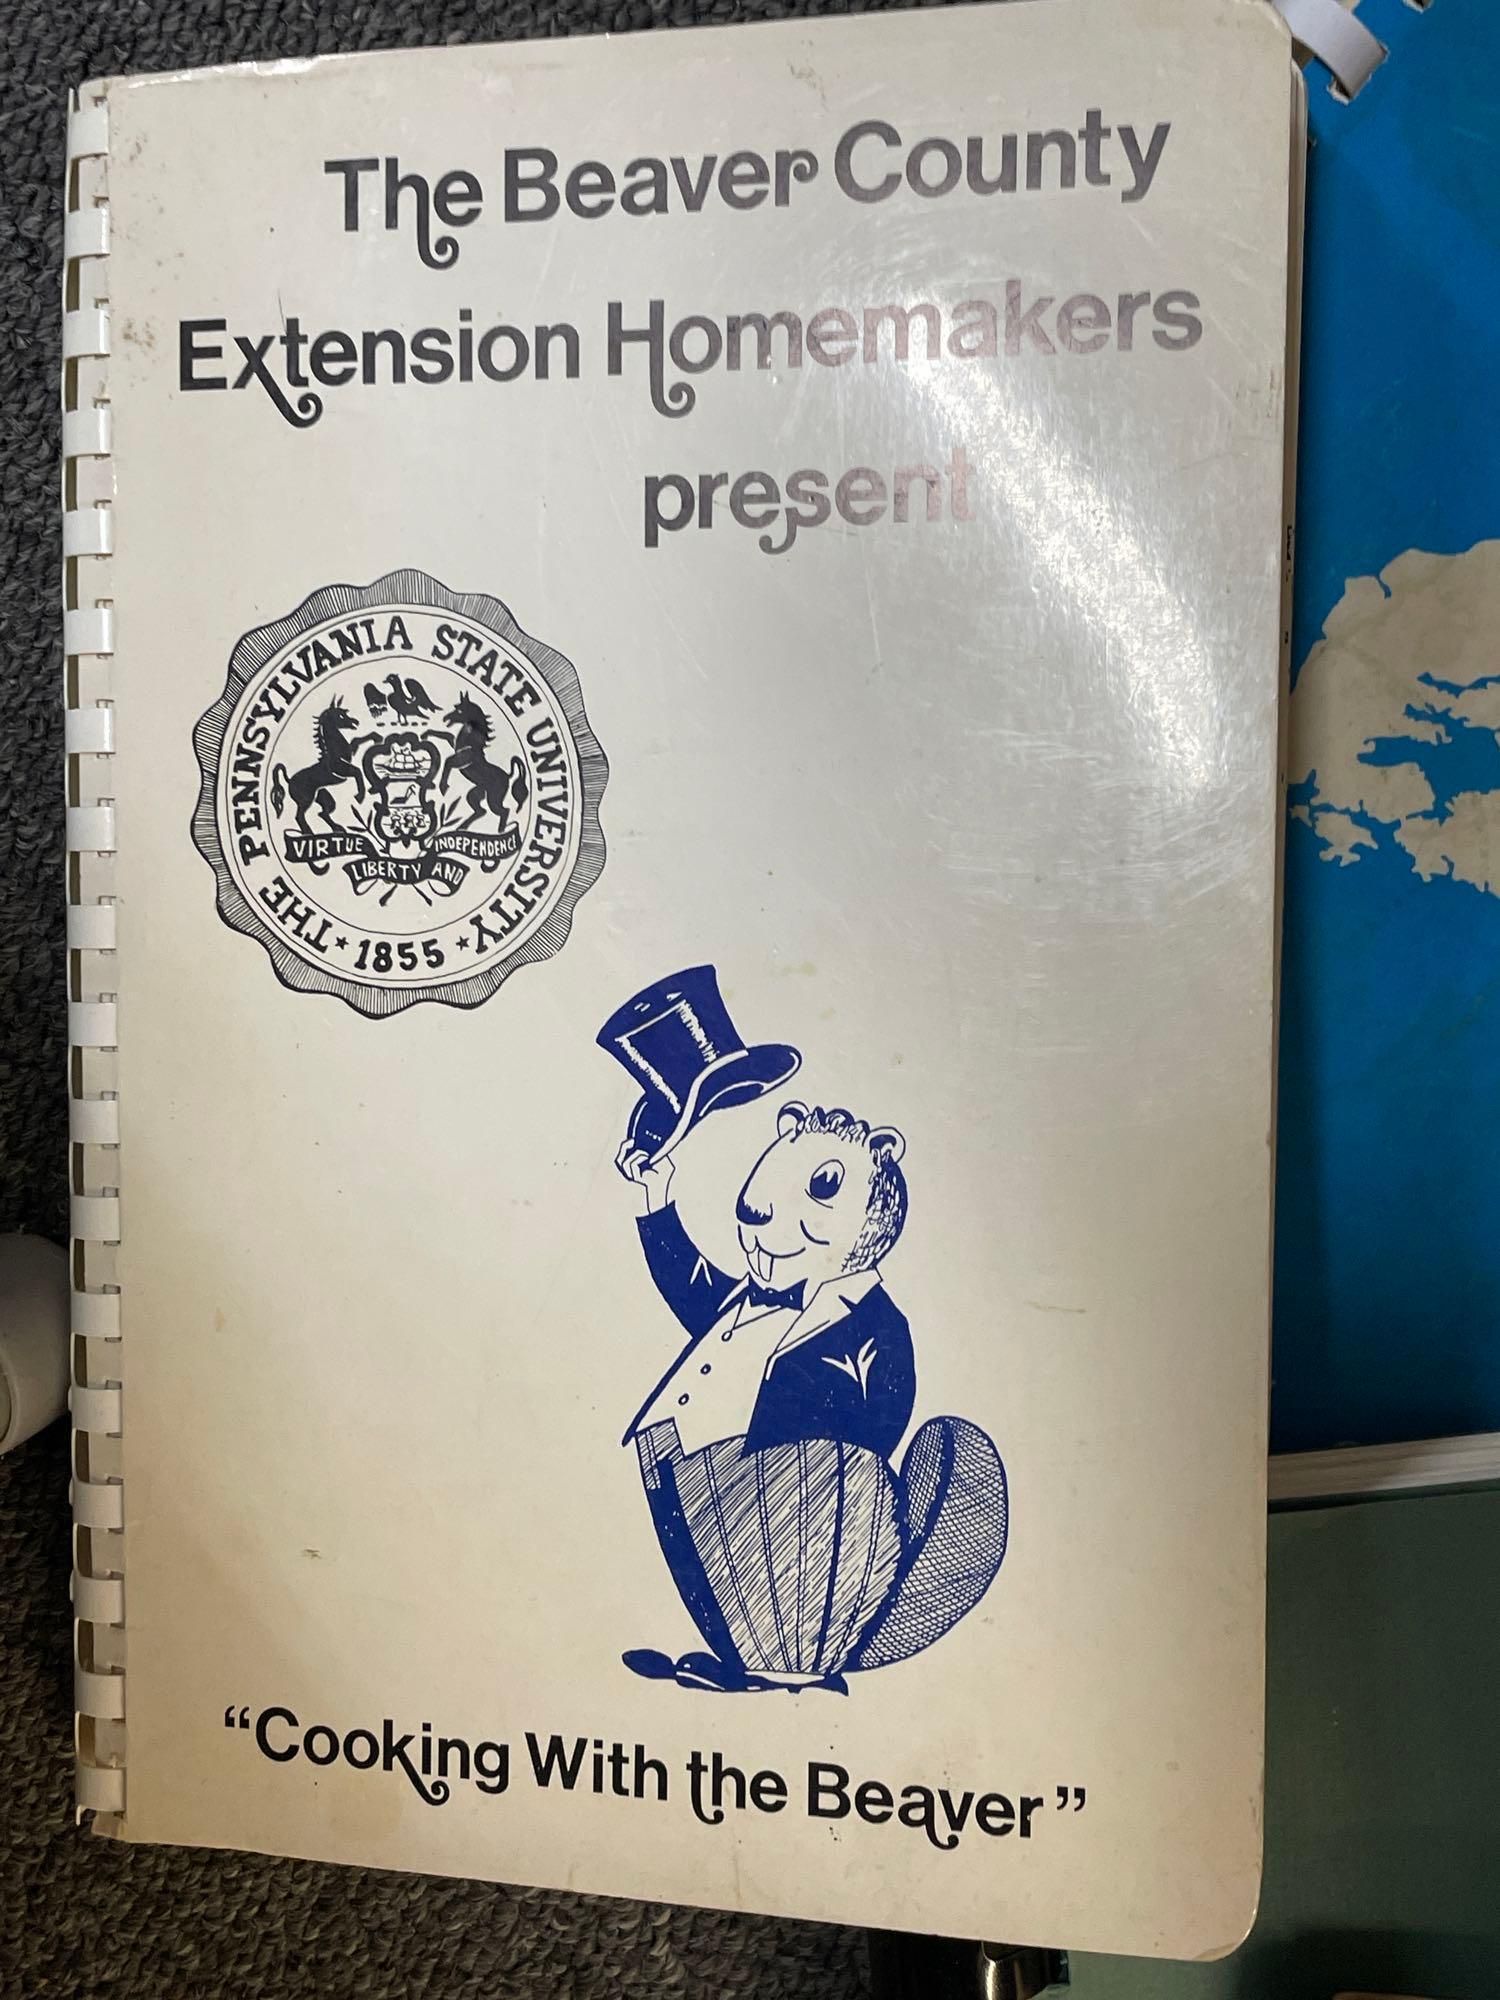 The Beaver County
Extension Homemakers
present
THE PENNSYLVANIA STATE UNIVERSITY
VIRTUE
LIBERTY AND
INDEPENDENCE
★ 1855 ★
“Cooking With the Beaver”